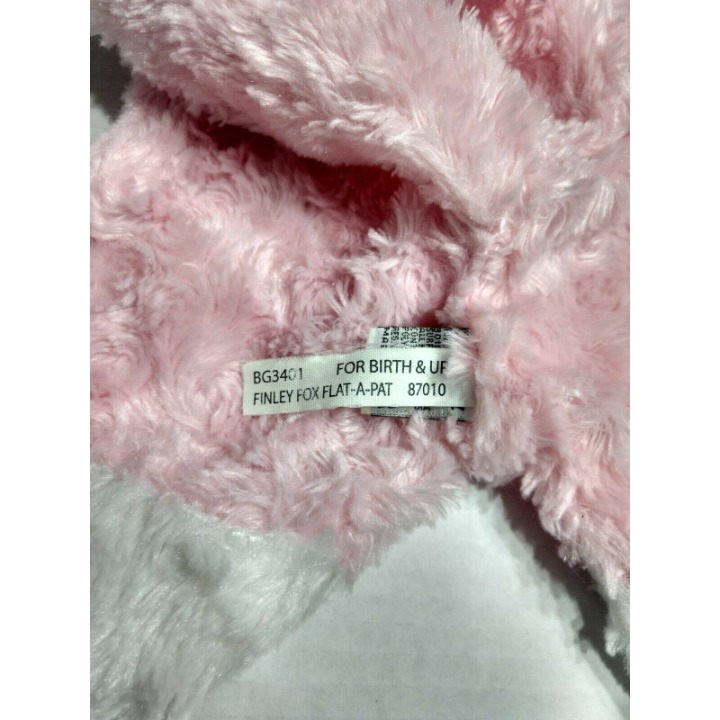 BG3401 FOR BIRTH & UP
FINLEY FOX FLAT-A-PAT 87010